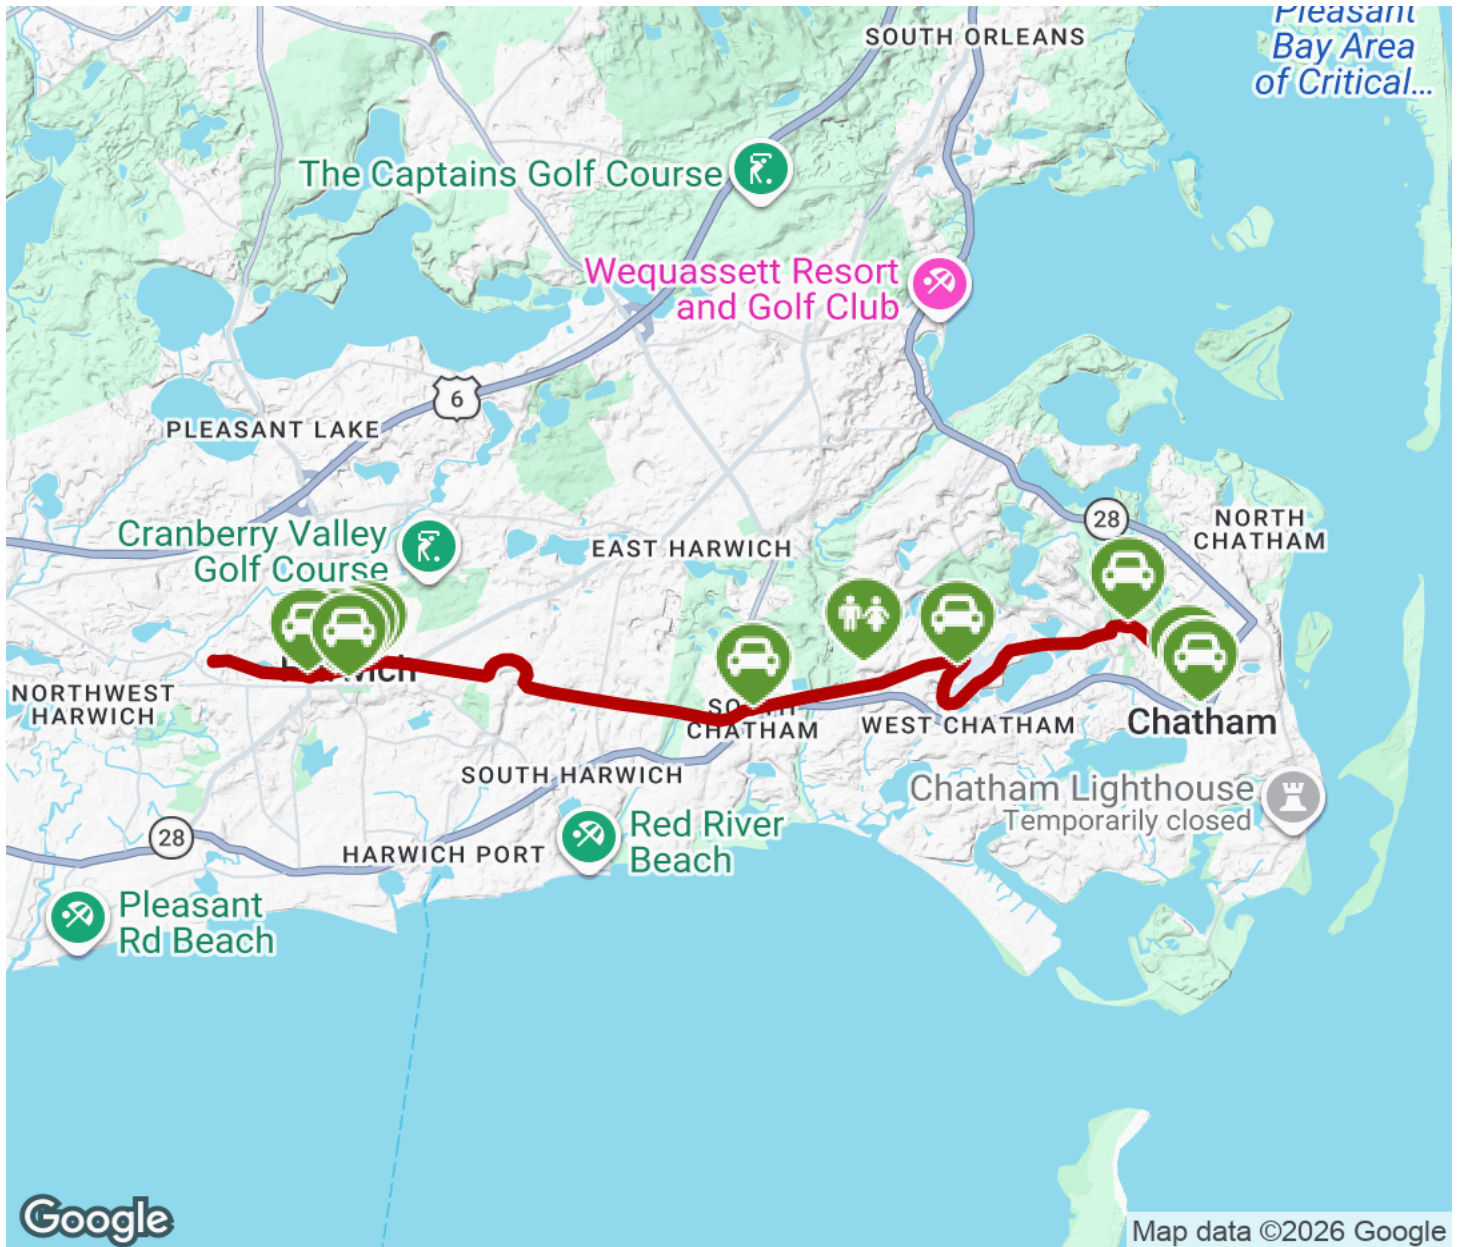 Pleasant
Bay Area
of Critical...
SOUTH ORLEANS
The Captains Golf Course
Wequassett Resort
and Golf Club
6
PLEASANT LAKE
28
NORTH
CHATHAM
Cranberry Valley
Golf Course
EAST HARWICH
NORTHWEST
HARWICH
SOUTH
CHATHAM
WEST CHATHAM
Chatham
SOUTH HARWICH
Chatham Lighthouse
Temporarily closed
28
HARWICH PORT
Red River
Beach
Pleasant
Rd Beach
Google
Map data ©2026 Google